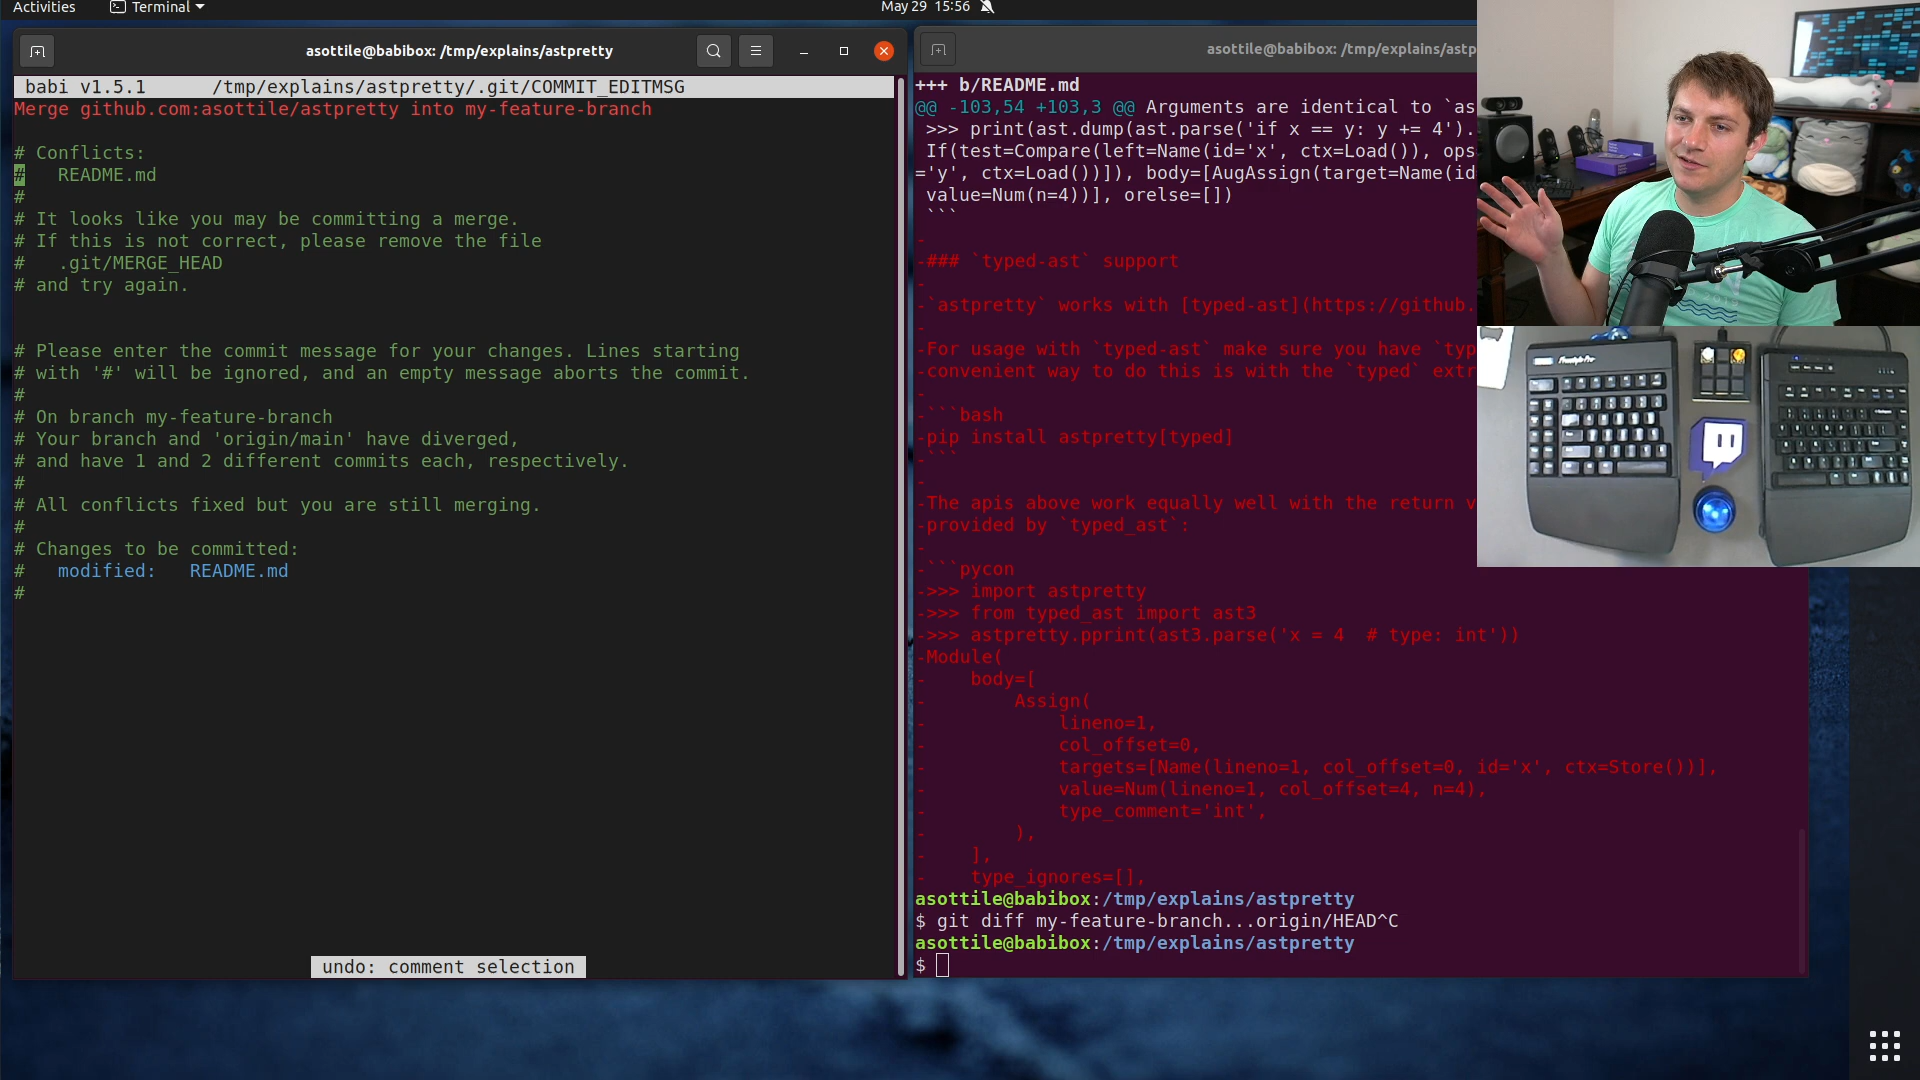 Activities
Terminal
May 29 15:56
asottile@babibox: /tmp/explains/astpretty
babi v1.5.1 /tmp/explains/astpretty/.git/COMMIT_EDITMSG
Merge github.com:asottile/astpretty into my-feature-branch
# Conflicts:
# README.md
#
# It looks like you may be committing a merge.
# If this is not correct, please remove the file
# .git/MERGE_HEAD
# and try again.
# Please enter the commit message for your changes. Lines starting
# with '#' will be ignored, and an empty message aborts the commit.
#
# On branch my-feature-branch
# Your branch and 'origin/main' have diverged,
# and have 1 and 2 different commits each, respectively.
#
# All conflicts fixed but you are still merging.
#
# Changes to be committed:
# modified: README.md
#
undo: comment selection
asottile@babibox: /tmp/explains/astp
+++ b/README.md
@@ -103,54 +103,3 @@ Arguments are identical to `as
>>> print(ast.dump(ast.parse('if x == y: y += 4').
If(test=Compare(left=Name(id='x', ctx=Load()), ops
='y', ctx=Load())]), body=[AugAssign(target=Name(id
value=Num(n=4))], orelse=[])
```
-
-### `typed-ast` support
-
-`astpretty` works with [typed-ast](https://github.
-
-For usage with `typed-ast` make sure you have `typ
-convenient way to do this is with the `typed` extr
-
-```bash
-pip install astpretty[typed]
-```
-
-The apis above work equally well with the return v
-provided by `typed_ast`:
-
-```pycon
->>> import astpretty
->>> from typed_ast import ast3
->>> astpretty.pprint(ast3.parse('x = 4  # type: int'))
-Module(
-    body=[
-        Assign(
-            lineno=1,
-            col_offset=0,
-            targets=[Name(lineno=1, col_offset=0, id='x', ctx=Store())],
-            value=Num(lineno=1, col_offset=4, n=4),
-            type_comment='int',
-        ),
-    ],
-    type_ignores=[],
asottile@babibox:/tmp/explains/astpretty
$ git diff my-feature-branch...origin/HEAD^C
asottile@babibox:/tmp/explains/astpretty
$
Freestyle Pro